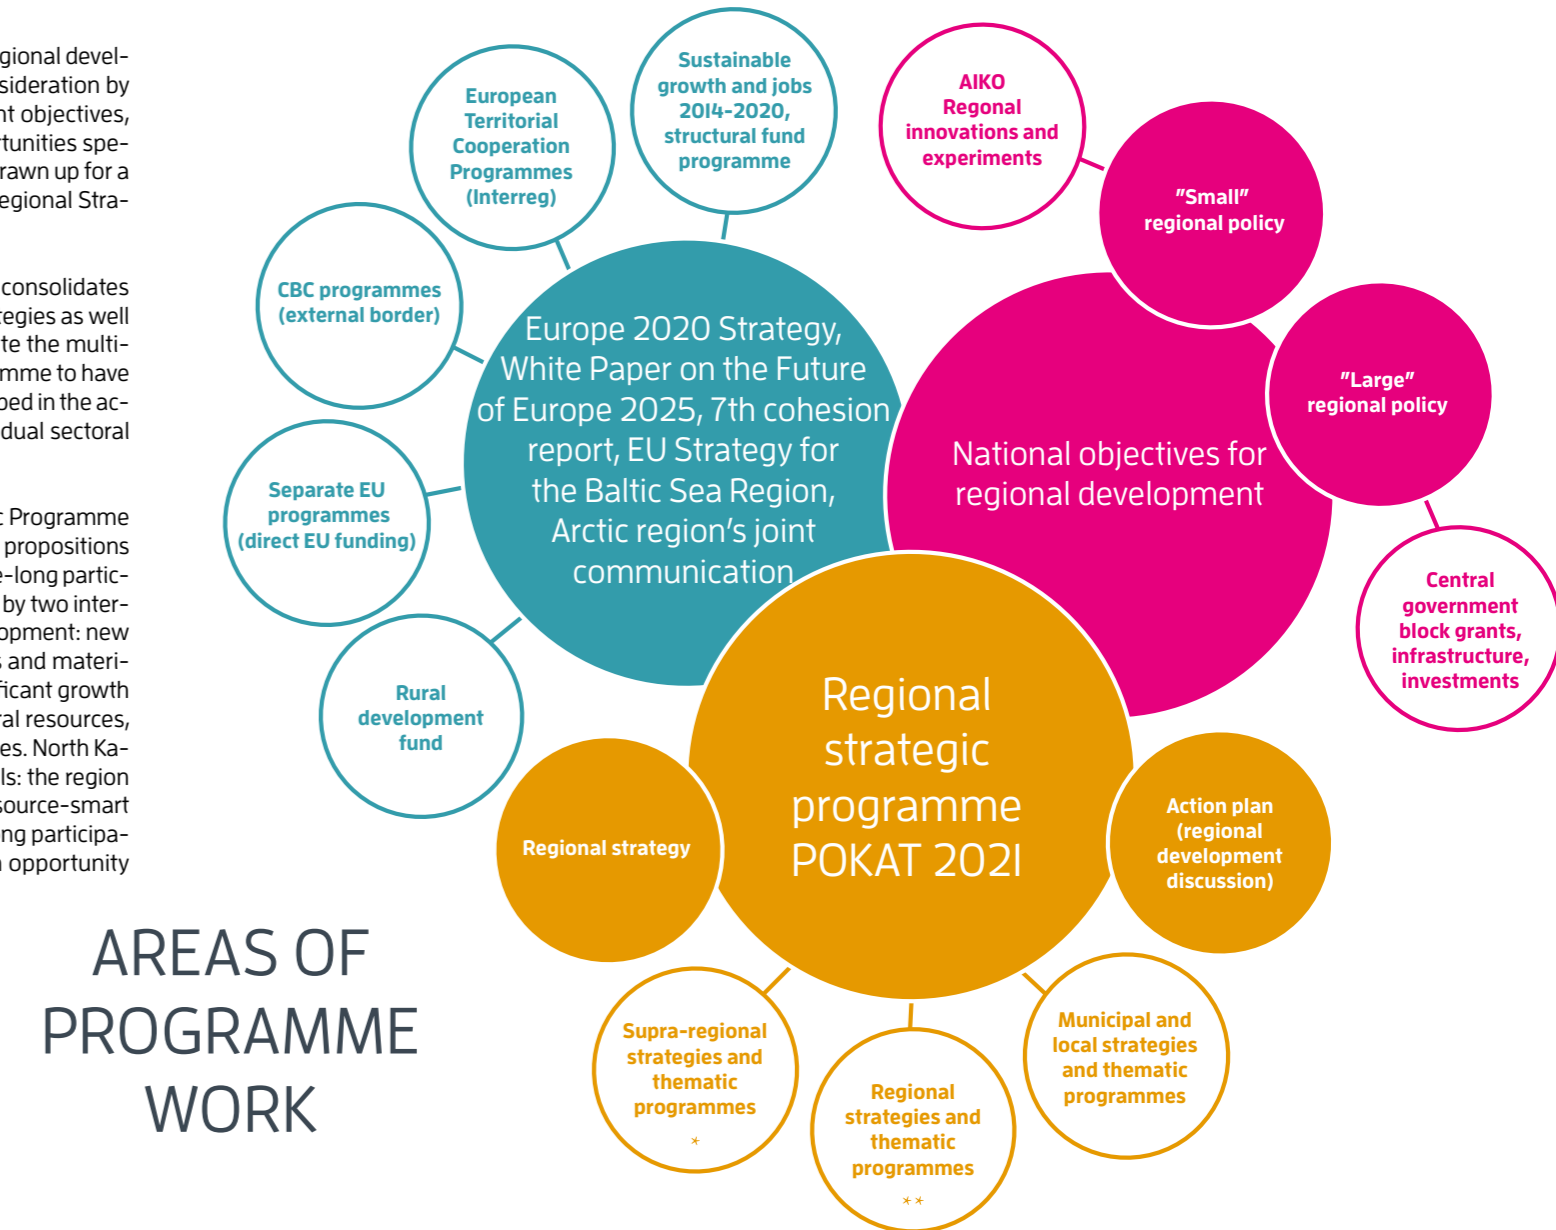 gional devel-
sideration by
nt objectives,
rtunities spe-
rawn up for a
egional Stra-
consolidates
tegies as well
te the multi-
mme to have
ped in the ac-
dual sectoral
c Programme
propositions
e-long partic-
by two inter-
opment: new
s and materi-
ficant growth
ral resources,
es. North Ka-
ls: the region
source-smart
ong participa-
n opportunity
AREAS OF
PROGRAMME
WORK
European
Territorial
Cooperation
Programmes
(Interreg)
Sustainable
growth and jobs
2014-2020,
structural fund
programme
CBC programmes
(external border)
Separate EU
programmes
(direct EU funding)
Rural
development
fund
Europe 2020 Strategy,
White Paper on the Future
of Europe 2025, 7th cohesion
report, EU Strategy for
the Baltic Sea Region,
Arctic region's joint
communication
AIKO
Regonal
innovations and
experiments
"Small"
regional policy
"Large"
regional policy
Central
government
block grants,
infrastructure,
investments
National objectives for
regional development
Regional
strategic
programme
POKAT 2021
Regional strategy
Action plan
(regional
development
discussion)
Supra-regional
strategies and
thematic
programmes
*
Regional
strategies and
thematic
programmes
**
Municipal and
local strategies
and thematic
programmes